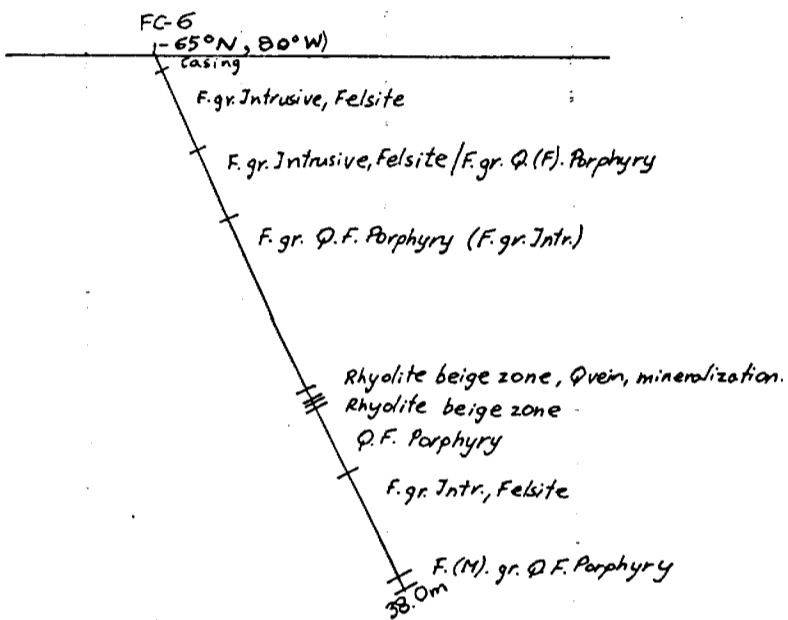 FC-6
(-65°N, 80°W)
Casing
F.gr. Intrusive, Felsite
F.gr. Intrusive, Felsite/F.gr. Q.(F). Porphyry
F.gr. Q.F. Porphyry (F.gr. Intr.)
Rhyolite beige zone, Qvein, mineralization.
Rhyolite beige zone
Q.F. Porphyry
F.gr. Intr., Felsite
F.(M). gr. Q.F. Porphyry
38.0m